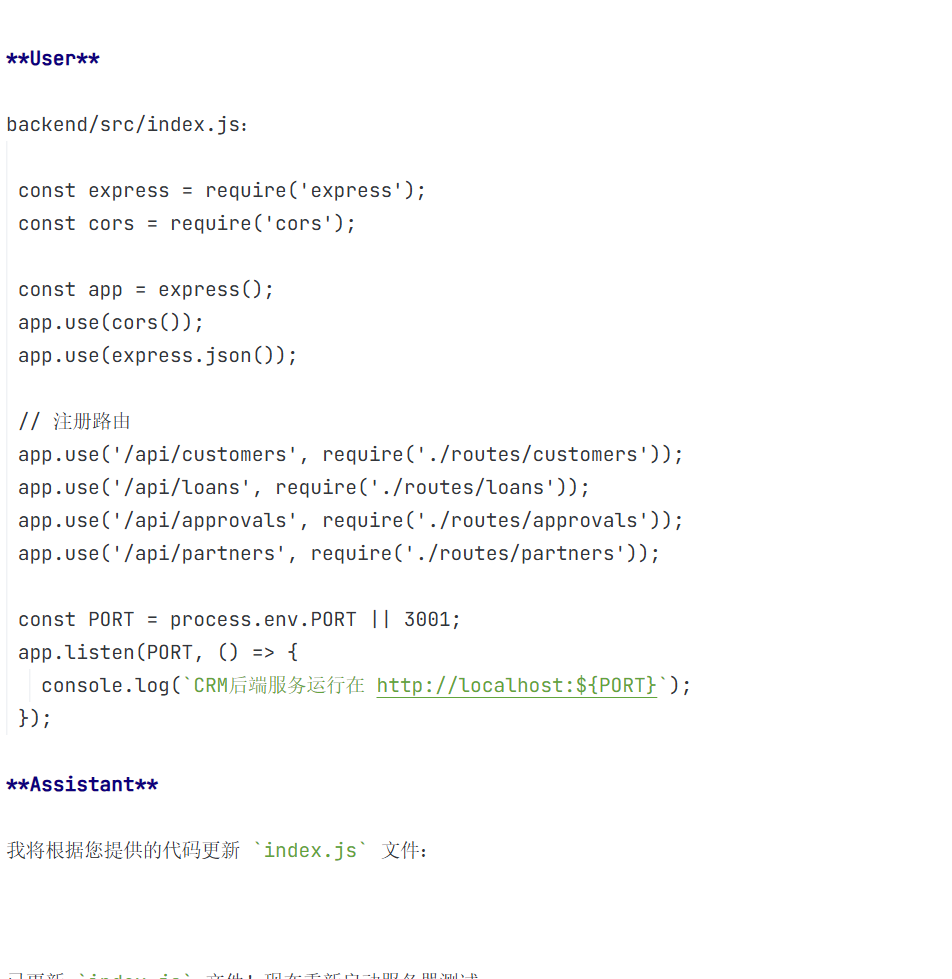 **User**
backend/src/index.js：
const express = require('express');
const cors = require('cors');
const app = express();
app.use(cors());
app.use(express.json());
// 注册路由
app.use('/api/customers', require('./routes/customers'));
app.use('/api/loans', require('./routes/loans'));
app.use('/api/approvals', require('./routes/approvals'));
app.use('/api/partners', require('./routes/partners'));
const PORT = process.env.PORT || 3001;
app.listen(PORT, () => {
console.log(`CRM后端服务运行在 http://localhost:${PORT}`);
});
**Assistant**
我将根据您提供的代码更新 `index.js` 文件：
已更新 `index.js` 文件！现在重新启动服务器测试